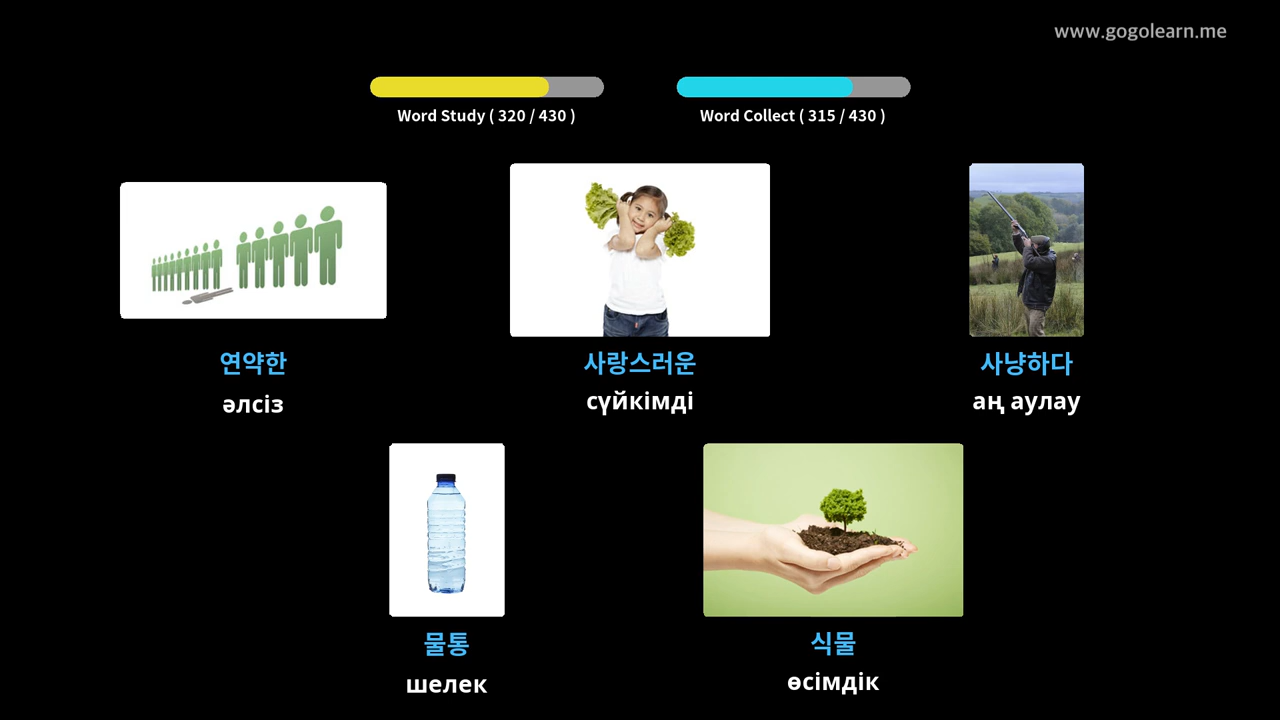 www.gogolearn.me
Word Study ( 320 / 430 )
Word Collect ( 315 / 430 )
연약한
әлсіз
사랑스러운
сүйкімді
사냥하다
аң аулау
물통
шелек
식물
өсімдік